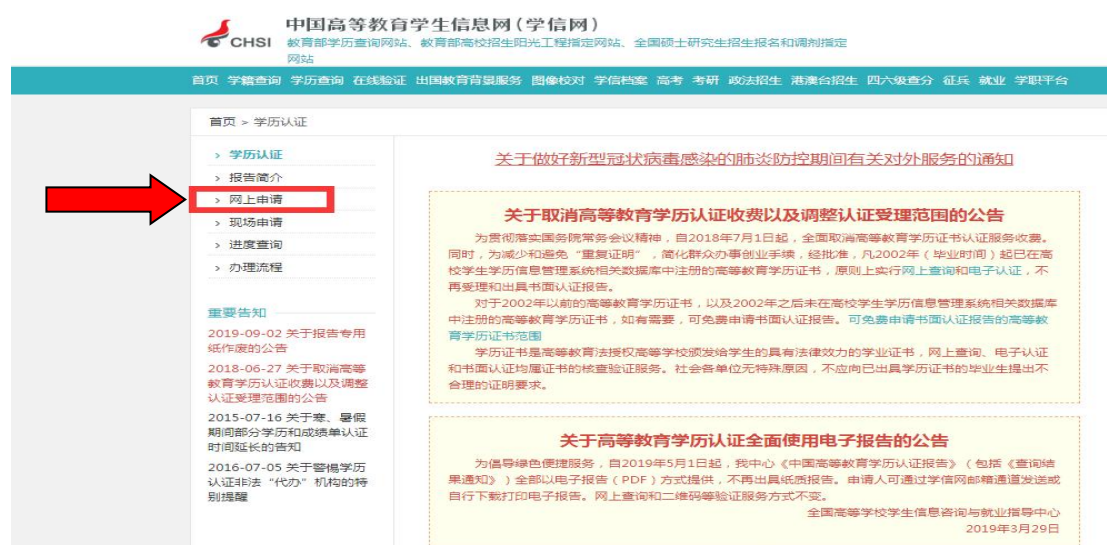 中国高等教育学生信息网(学信网)
CHSI
教育部学历查询网站、教育部高校招生阳光工程指定网站、全国硕士研究生招生报名和调剂指定
网站
首页 学籍查询 学历查询 在线验证 出国教育背景服务 图像校对 学信档案 高考 考研 政法招生 港澳台招生 四六级查分 征兵 就业 学职平台
首页 > 学历认证
> 学历认证
> 报告简介
> 网上申请
> 现场申请
> 进度查询
> 办理流程
重要告知
2019-09-02 关于报告专用
纸作废的公告
2018-06-27 关于取消高等
教育学历认证收费以及调整
认证受理范围的公告
2015-07-16 关于寒、暑假
期间部分学历和成绩单认证
时间延长的告知
2016-07-05 关于警惕学历
认证非法“代办”机构的特
别提醒
关于做好新型冠状病毒感染的肺炎防控期间有关对外服务的通知
关于取消高等教育学历认证收费以及调整认证受理范围的公告
为贯彻落实国务院常务会议精神,自2018年7月1日起,全面取消高等教育学历证书认证服务收费。
同时,为减少和避免“重复证明”,简化群众办事创业手续,经批准,凡2002年(毕业时间)起已在高
校学生学历信息管理系统相关数据库中注册的高等教育学历证书,原则上实行网上查询和电子认证,不
再受理和出具书面认证报告。
对于2002年以前的高等教育学历证书,以及2002年之后未在高校学生学历信息管理系统相关数据库
中注册的高等教育学历证书,如有需要,可免费申请书面认证报告。可免费申请书面认证报告的高等教
育学历证书范围
学历证书是高等教育法授权高等学校颁发给学生的具有法律效力的学业证书,网上查询、电子认证
和书面认证均属证书的核查验证服务。社会各单位无特殊原因,不应向已出具学历证书的毕业生提出不
合理的证明要求。
关于高等教育学历认证全面使用电子报告的公告
为倡导绿色便捷服务,自2019年5月1日起,我中心《中国高等教育学历认证报告》(包括《查询结
果通知》)全部以电子报告(PDF)方式提供,不再出具纸质报告。申请人可通过学信网邮箱通道发送或
自行下载打印电子报告。网上查询和二维码等验证服务方式不变。
全国高等学校学生信息咨询与就业指导中心
2019年3月29日